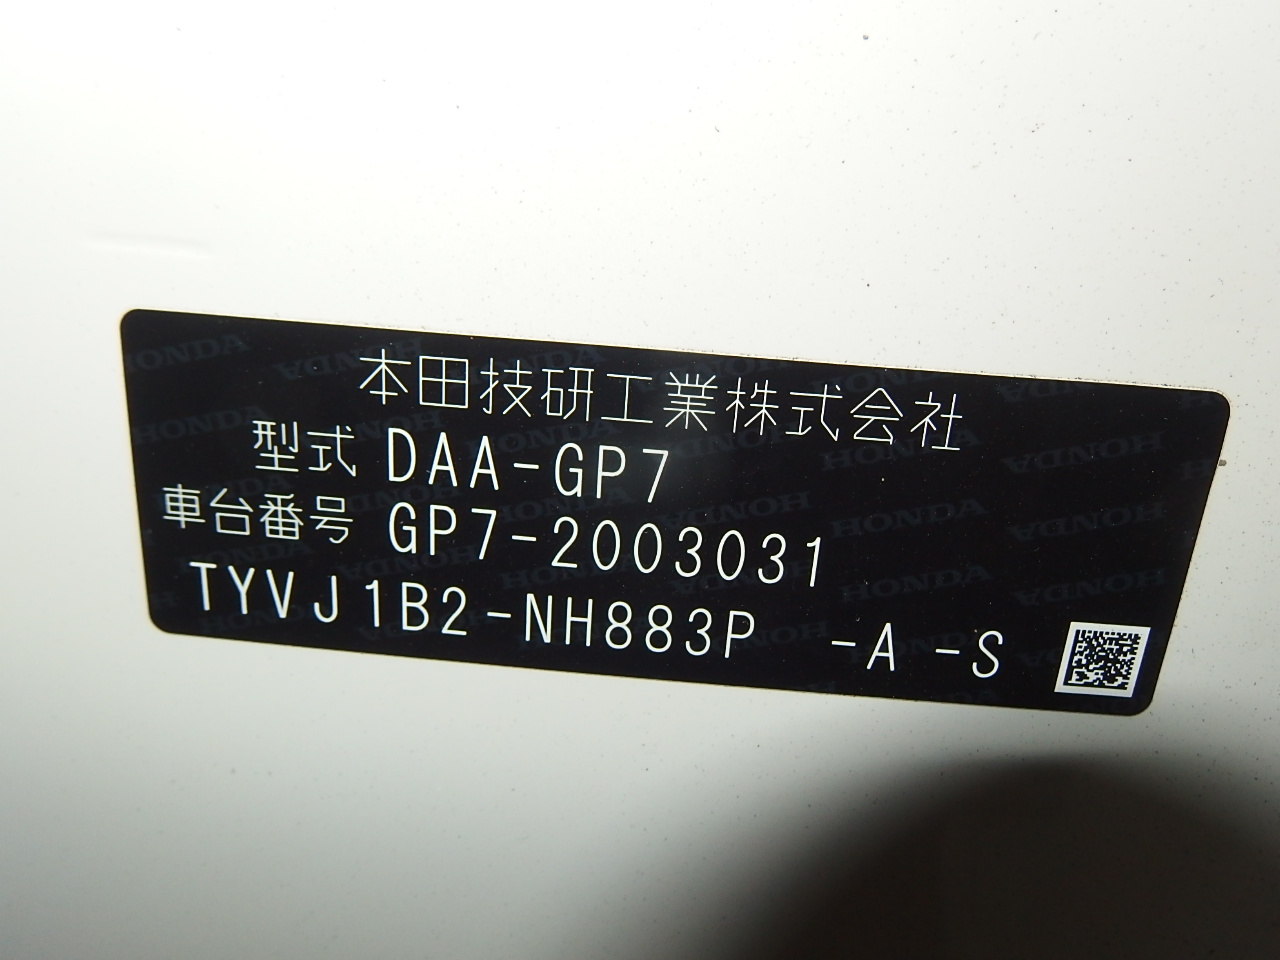 本田技研工業株式会社
型式 DAA-GP7
車台番号 GP7-2003031
TYVJ1B2-NH883P -A -S